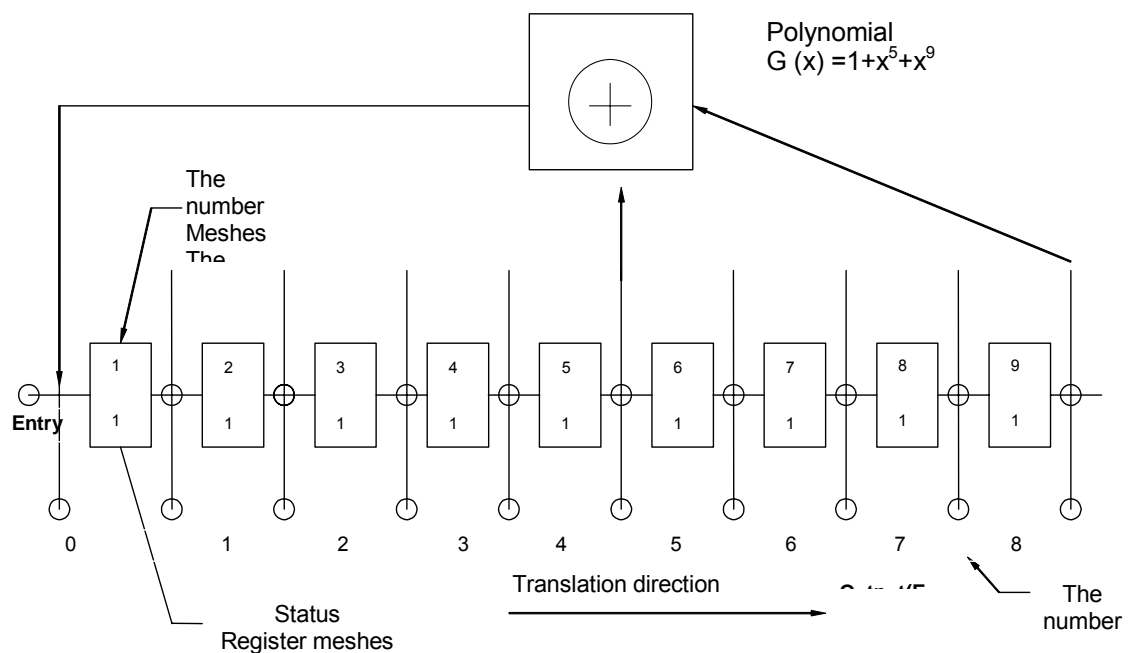 Polynomial
G (x) =1+x⁵+x⁹
The
number
Meshes
The
1 2 3 4 5 6 7 8 9
Entry
1 1 1 1 1 1 1 1 1
0 1 2 3 4 5 6 7 8
Translation direction
The
number
Status
Register meshes